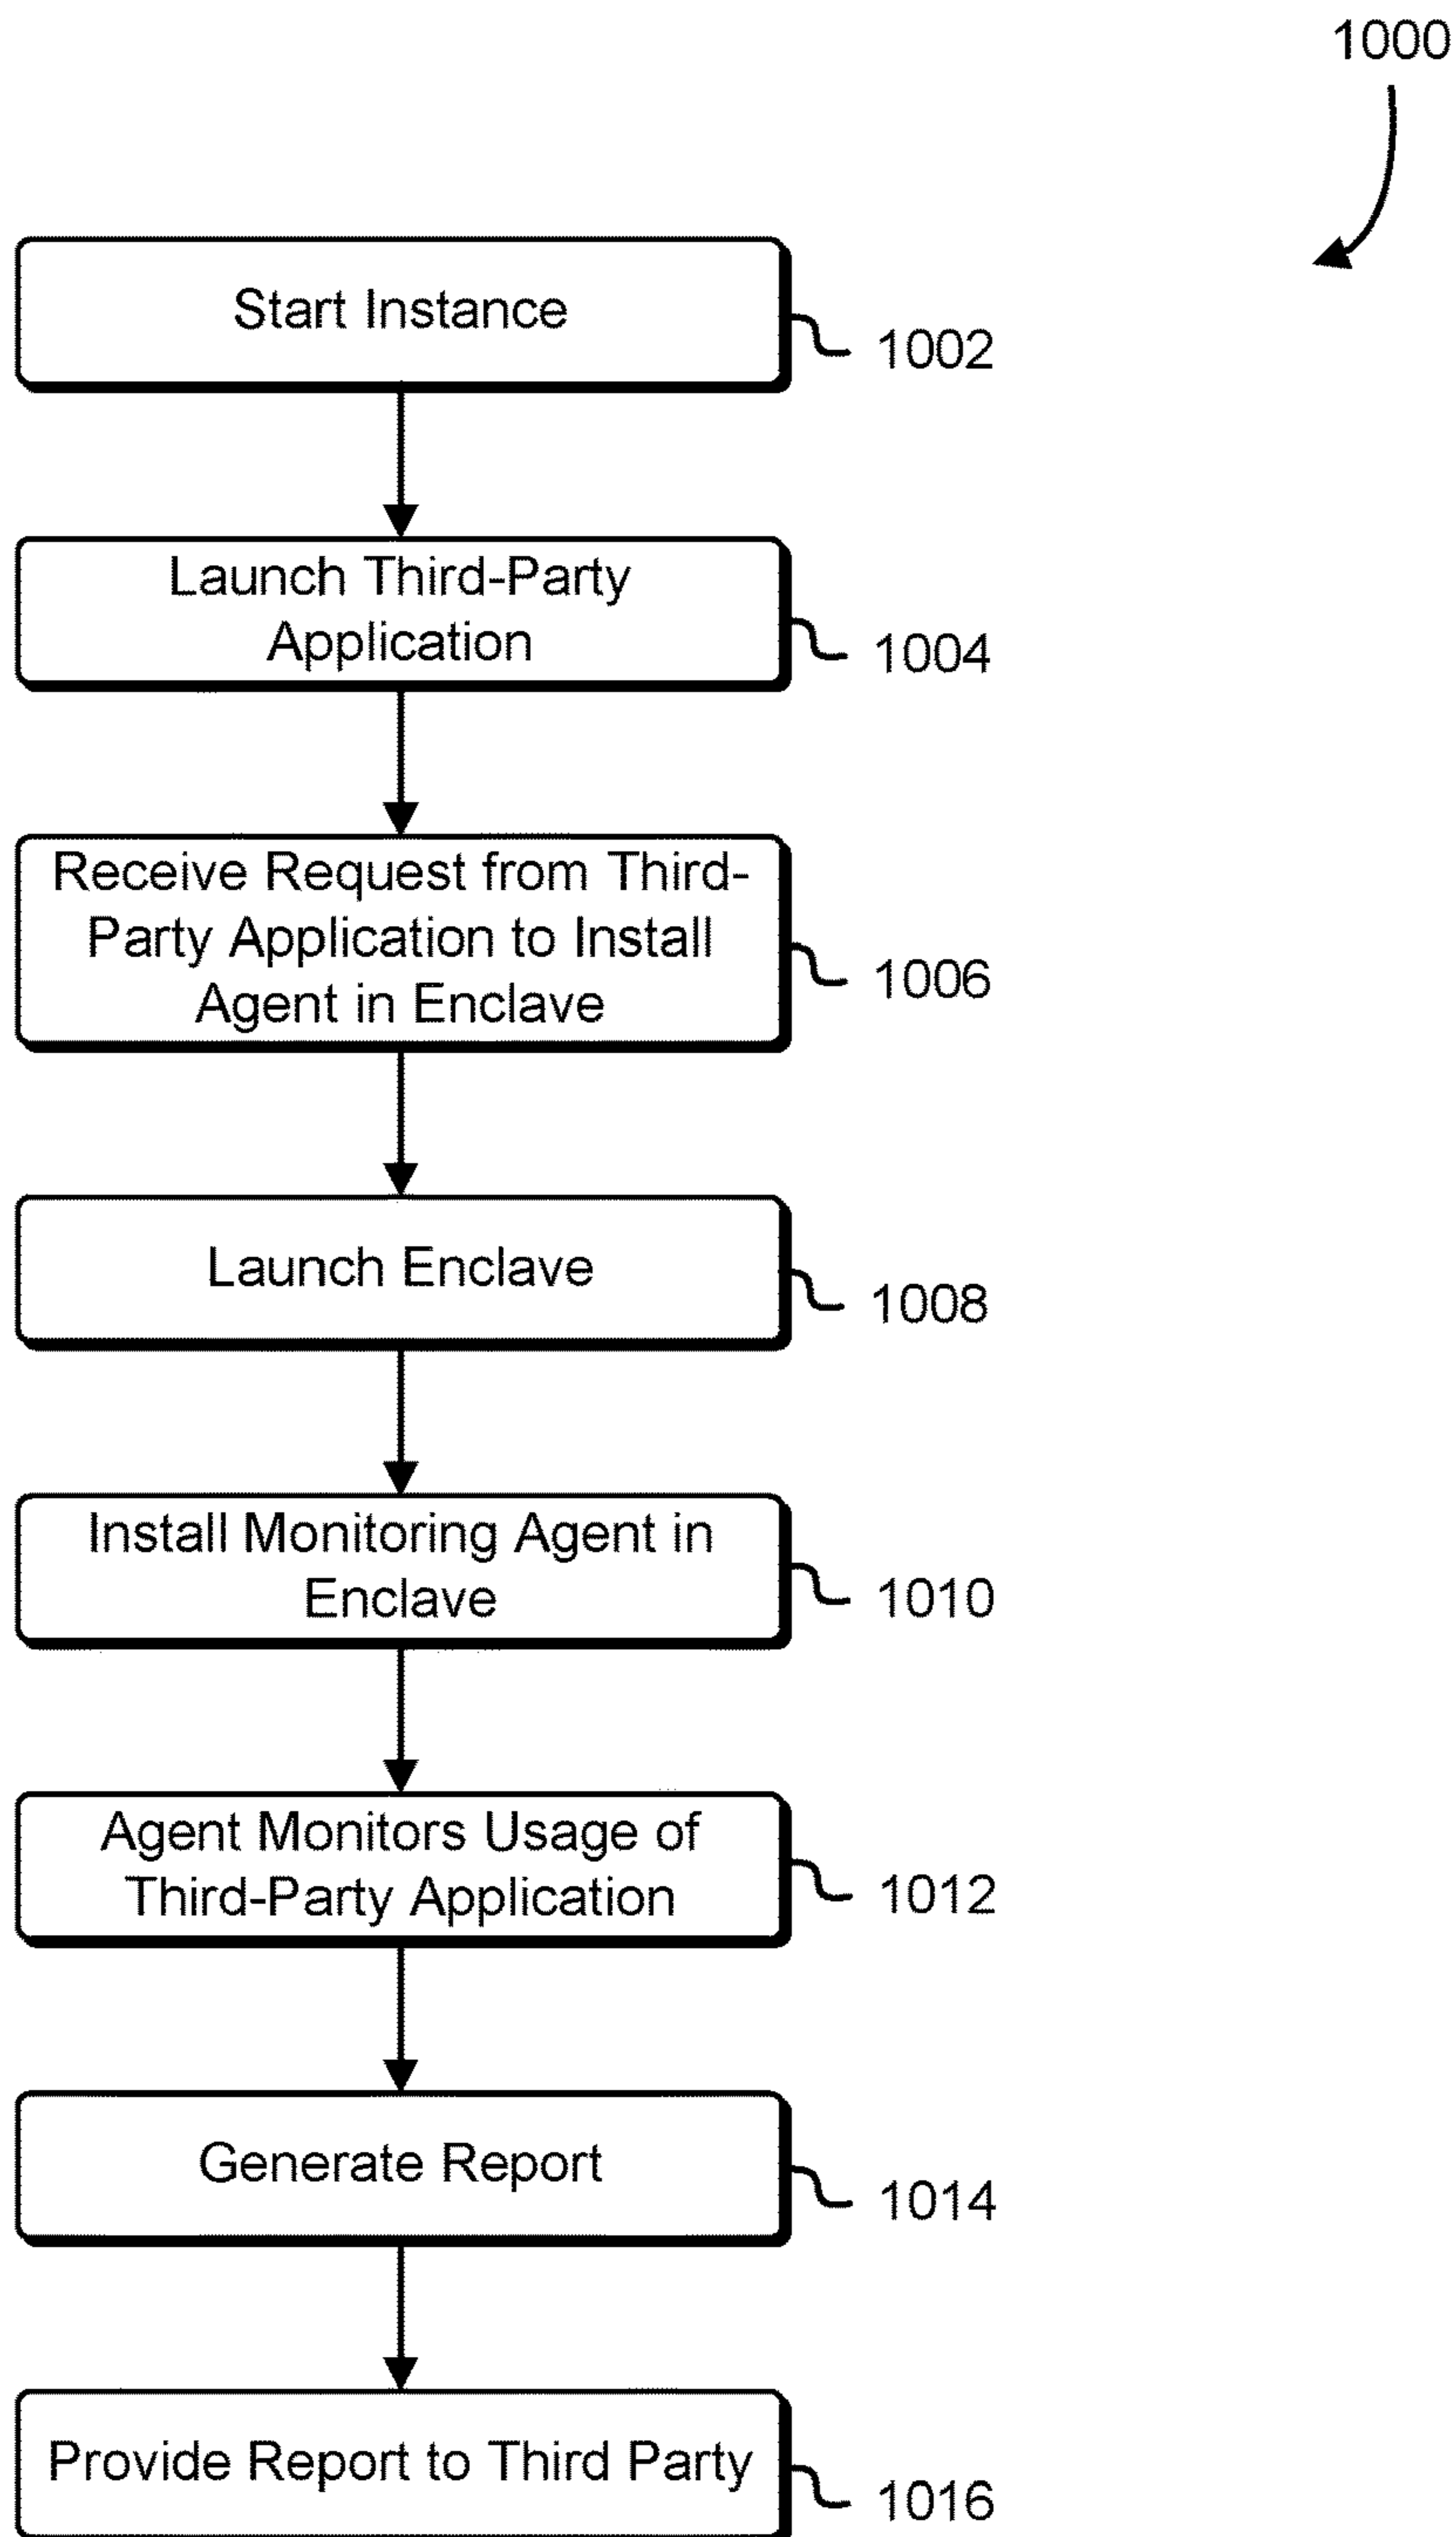 1000
Start Instance
1002
Launch Third-Party
Application
1004
Receive Request from Third-
Party Application to Install
Agent in Enclave
1006
Launch Enclave
1008
Install Monitoring Agent in
Enclave
1010
Agent Monitors Usage of
Third-Party Application
1012
Generate Report
1014
Provide Report to Third Party
1016